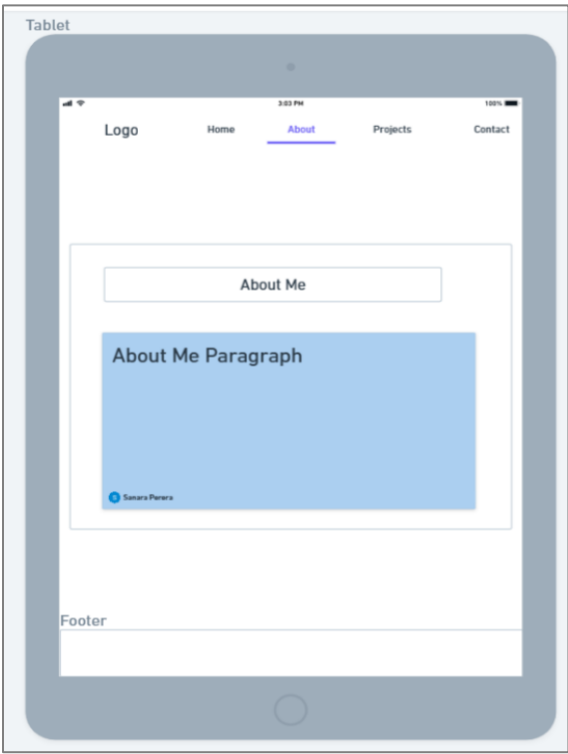 Tablet
3:03 PM 100%
Logo Home About Projects Contact
About Me
About Me Paragraph
S Sanara Perera
Footer